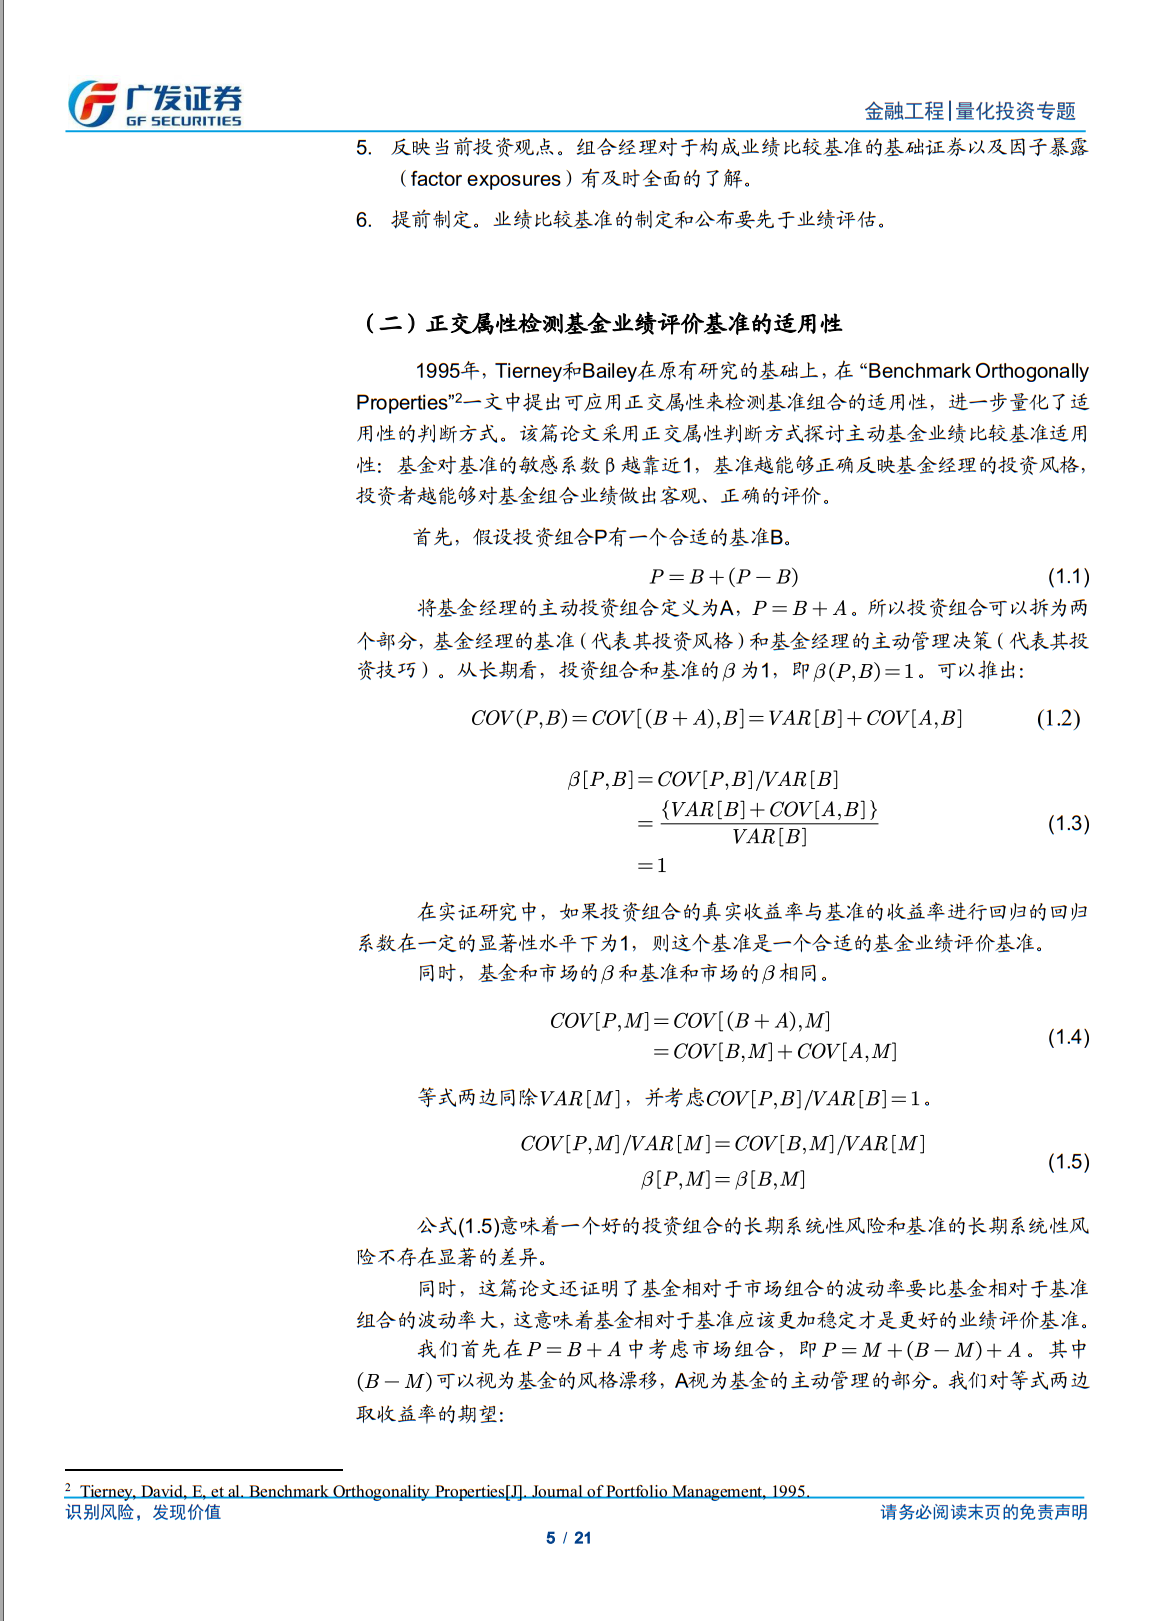 广发证券
GF SECURITIES
金融工程|量化投资专题
5. 反映当前投资观点。组合经理对于构成业绩比较基准的基础证券以及因子暴露
（factor exposures）有及时全面的了解。
6. 提前制定。业绩比较基准的制定和公布要先于业绩评估。
（二）正交属性检测基金业绩评价基准的适用性
1995年，Tierney和Bailey在原有研究的基础上，在 “Benchmark Orthogonally
Properties”2一文中提出可应用正交属性来检测基准组合的适用性，进一步量化了适
用性的判断方式。该篇论文采用正交属性判断方式探讨主动基金业绩比较基准适用
性：基金对基准的敏感系数β越靠近1，基准越能够正确反映基金经理的投资风格，
投资者越能够对基金组合业绩做出客观、正确的评价。
首先，假设投资组合P有一个合适的基准B。
P = B + (P − B) (1.1)
将基金经理的主动投资组合定义为A，P = B + A。所以投资组合可以拆为两
个部分，基金经理的基准（代表其投资风格）和基金经理的主动管理决策（代表其投
资技巧）。从长期看，投资组合和基准的β为1，即β(P,B)=1。可以推出：
COV(P,B)=COV[(B + A),B]=VAR[B]+COV[A,B] (1.2)
β[P,B]=COV[P,B]/VAR[B]
= {VAR[B]+COV[A,B]}
VAR[B] (1.3)
=1
在实证研究中，如果投资组合的真实收益率与基准的收益率进行回归的回归
系数在一定的显著性水平下为1，则这个基准是一个合适的基金业绩评价基准。
同时，基金和市场的β和基准和市场的β相同。
COV[P,M]=COV[(B + A),M]
=COV[B,M]+COV[A,M] (1.4)
等式两边同除VAR[M]，并考虑COV[P,B]/VAR[B]=1。
COV[P,M]/VAR[M]=COV[B,M]/VAR[M]
β[P,M]=β[B,M] (1.5)
公式(1.5)意味着一个好的投资组合的长期系统性风险和基准的长期系统性风
险不存在显著的差异。
同时，这篇论文还证明了基金相对于市场组合的波动率要比基金相对于基准
组合的波动率大，这意味着基金相对于基准应该更加稳定才是更好的业绩评价基准。
我们首先在P = B + A中考虑市场组合，即P = M +(B − M)+ A。其中
(B − M)可以视为基金的风格漂移，A视为基金的主动管理的部分。我们对等式两边
取收益率的期望：
2 Tierney, David, E, et al. Benchmark Orthogonality Properties[J]. Journal of Portfolio Management, 1995.
识别风险，发现价值 请务必阅读末页的免责声明
5 / 21